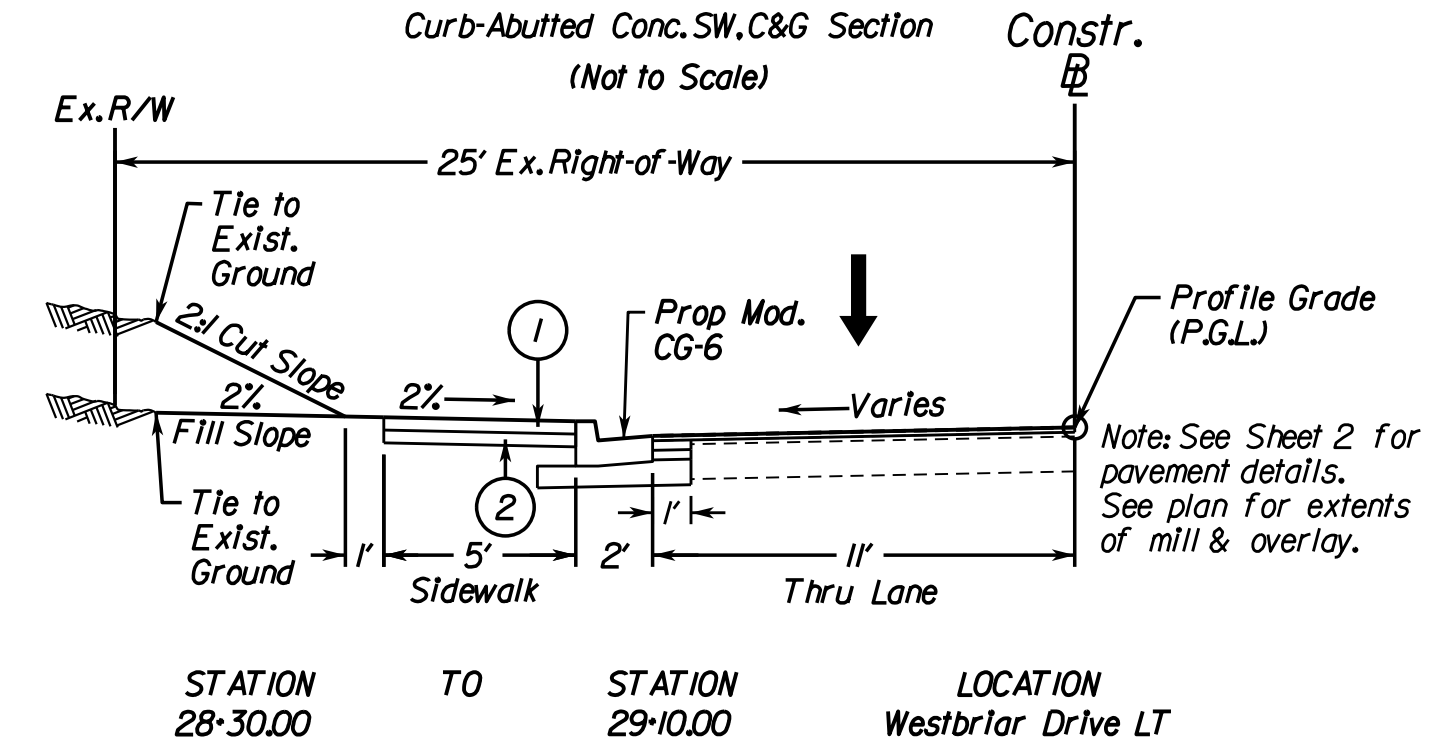 Curb-Abutted Conc. SW, C&G Section
(Not to Scale)
Constr.
BL
Ex. R/W
25' Ex. Right-of-Way
Tie to
Exist.
Ground
2:1 Cut Slope
2%
Fill Slope
2%
1
Prop Mod.
CG-6
Varies
Profile Grade
(P.G.L.)
Note: See Sheet 2 for
pavement details.
See plan for extents
of mill & overlay.
2
Tie to
Exist.
Ground
1'
1'
5'
2'
11'
Sidewalk
Thru Lane
STATION TO STATION LOCATION
28+30.00 29+10.00 Westbriar Drive LT